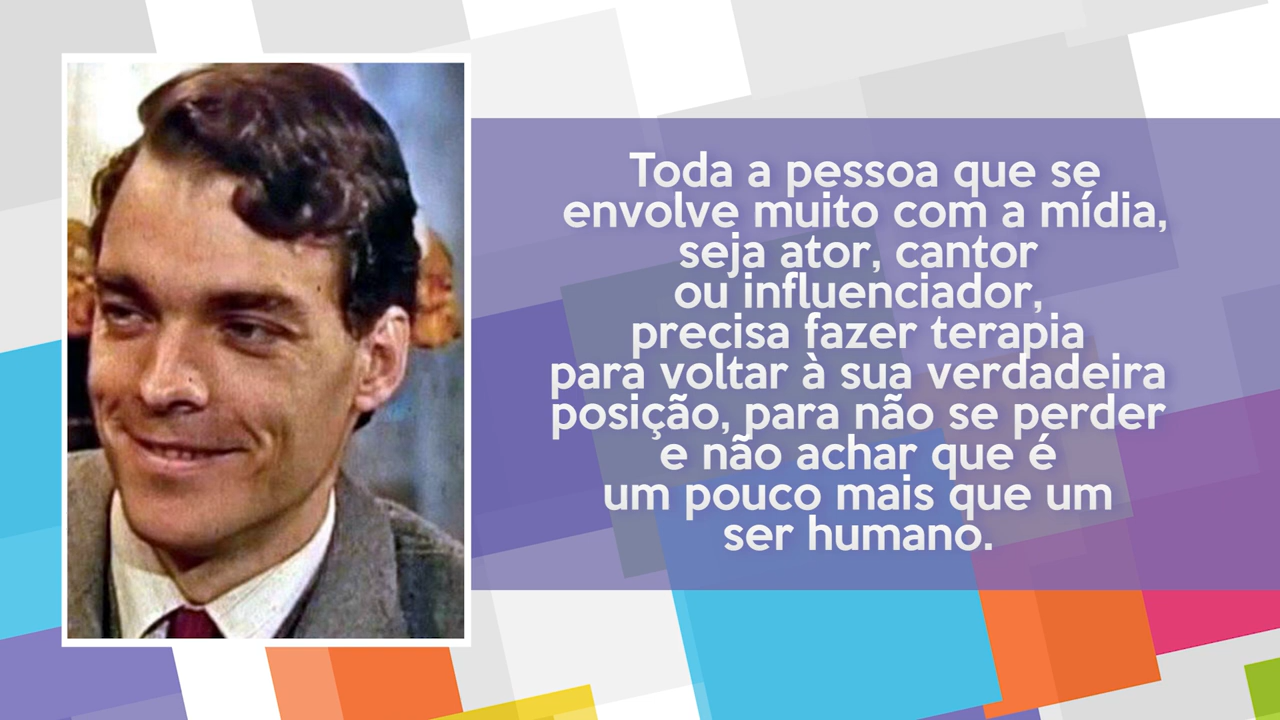 Toda a pessoa que se
envolve muito com a mídia,
seja ator, cantor
ou influenciador,
precisa fazer terapia
para voltar à sua verdadeira
posição, para não se perder
e não achar que é
um pouco mais que um
ser humano.